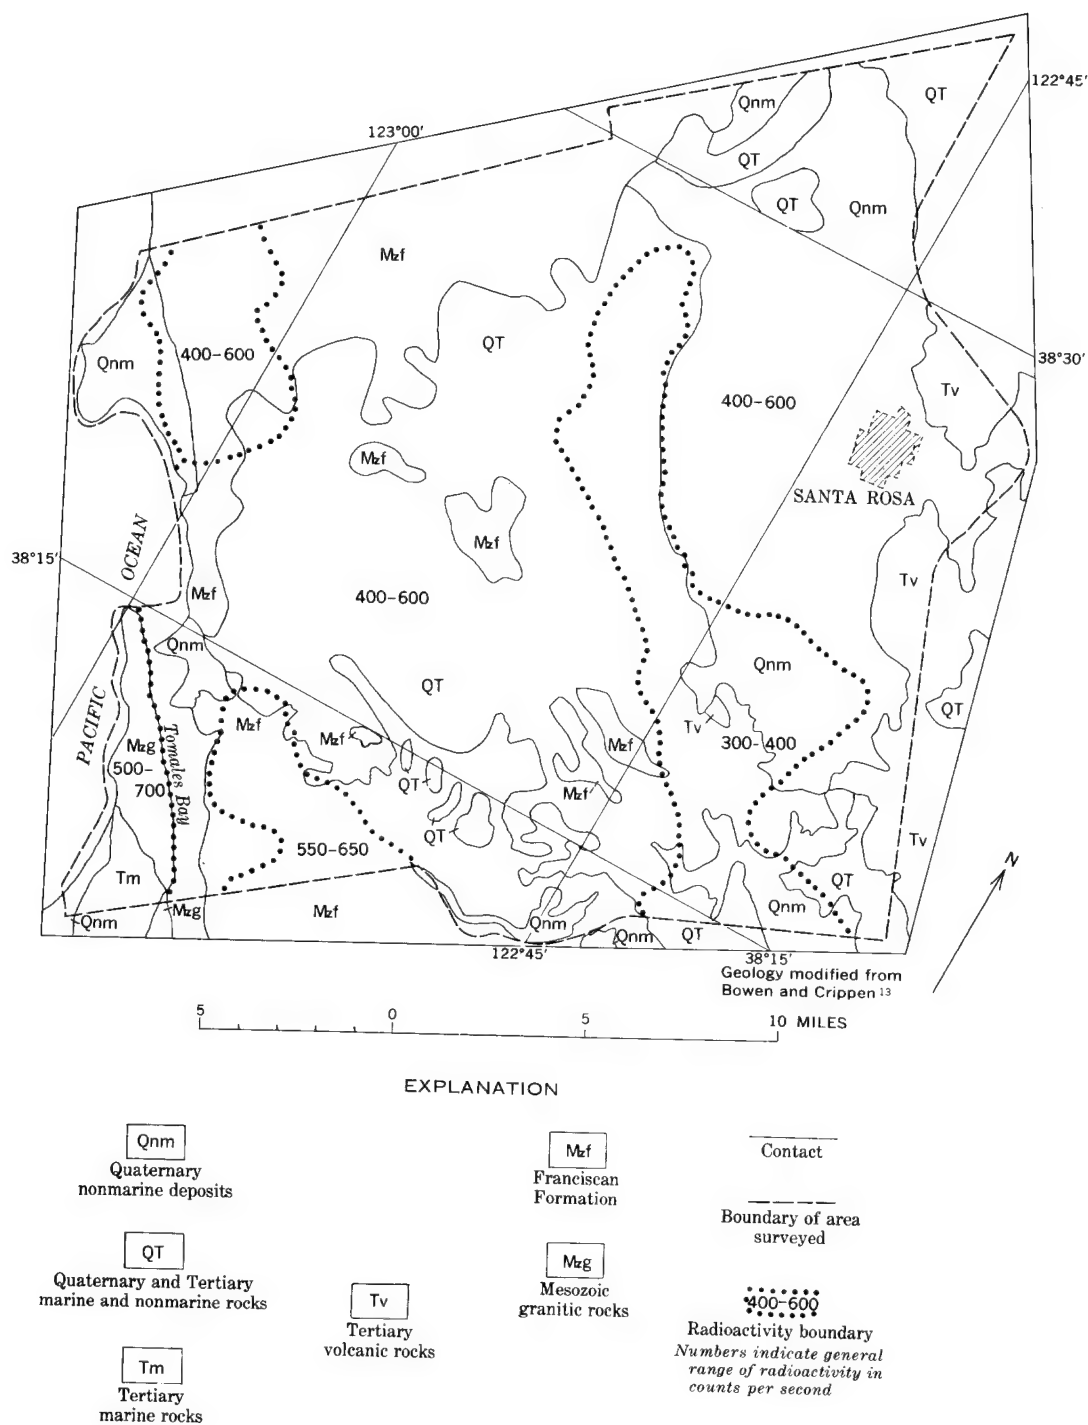 122°45′
QT
Qnm
123°00′
QT
QT
Qnm
Mzf
QT
400-600
Qnm
38°30′
Tv
400-600
Mzf
SANTA ROSA
Mzf
OCEAN
38°15′
Tv
Mzf
400-600
Qnm
Qnm
QT
PACIFIC
Mzf
Tv
QT
Mzg
Mzf
Mzf
300-400
500-
700
Tomales Bay
QT
Mzf
QT
Tv
550-650
Tm
QT
Mzg
Mzf
Qnm
Qnm
Qnm
Qnm
QT
122°45′
38°15′
N
Geology modified from
Bowen and Crippen 13
5 0 5 10 MILES
EXPLANATION
Qnm
Quaternary
nonmarine deposits
QT
Quaternary and Tertiary
marine and nonmarine rocks
Tm
Tertiary
marine rocks
Tv
Tertiary
volcanic rocks
Mzf
Franciscan
Formation
Mzg
Mesozoic
granitic rocks
Contact
Boundary of area
surveyed
400-600
Radioactivity boundary
Numbers indicate general
range of radioactivity in
counts per second